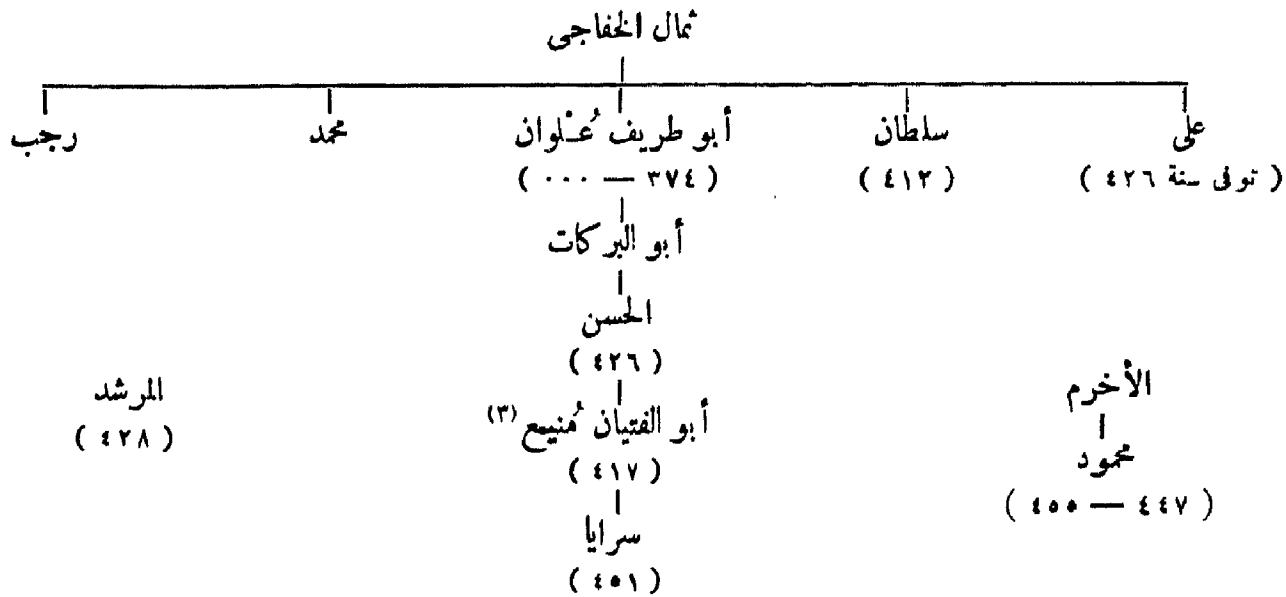 ثمال الخفاجى
على سلطان أبو طريف عُلوان محمد رجب
( توفى سنة ٤٢٦ ) ( ٤١٢ ) ( ٣٧٤ — ٠٠٠ )
أبو البركات
الحسن
( ٤٢٦ )
الأخرم أبو الفتيان مُنيع (٣) المرشد
محمود ( ٤١٧ ) ( ٤٢٨ )
( ٤٤٧ — ٤٥٥ ) سرايا
( ٤٥١ )